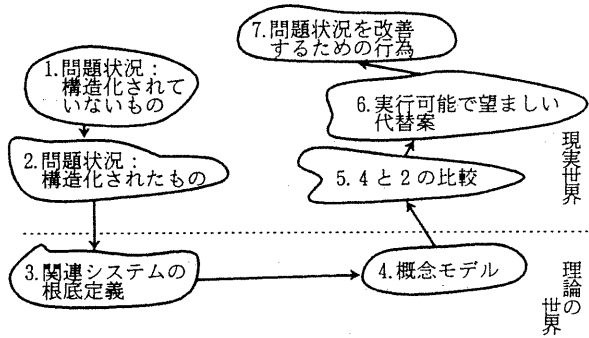 1.問題状況：
構造化されて
いないもの
2.問題状況：
構造化されたもの
3.関連システムの
根底定義
4.概念モデル
5.4と2の比較
6.実行可能で望ましい
代替案
7.問題状況を改善
するための行為
現実世界
理論の
世界